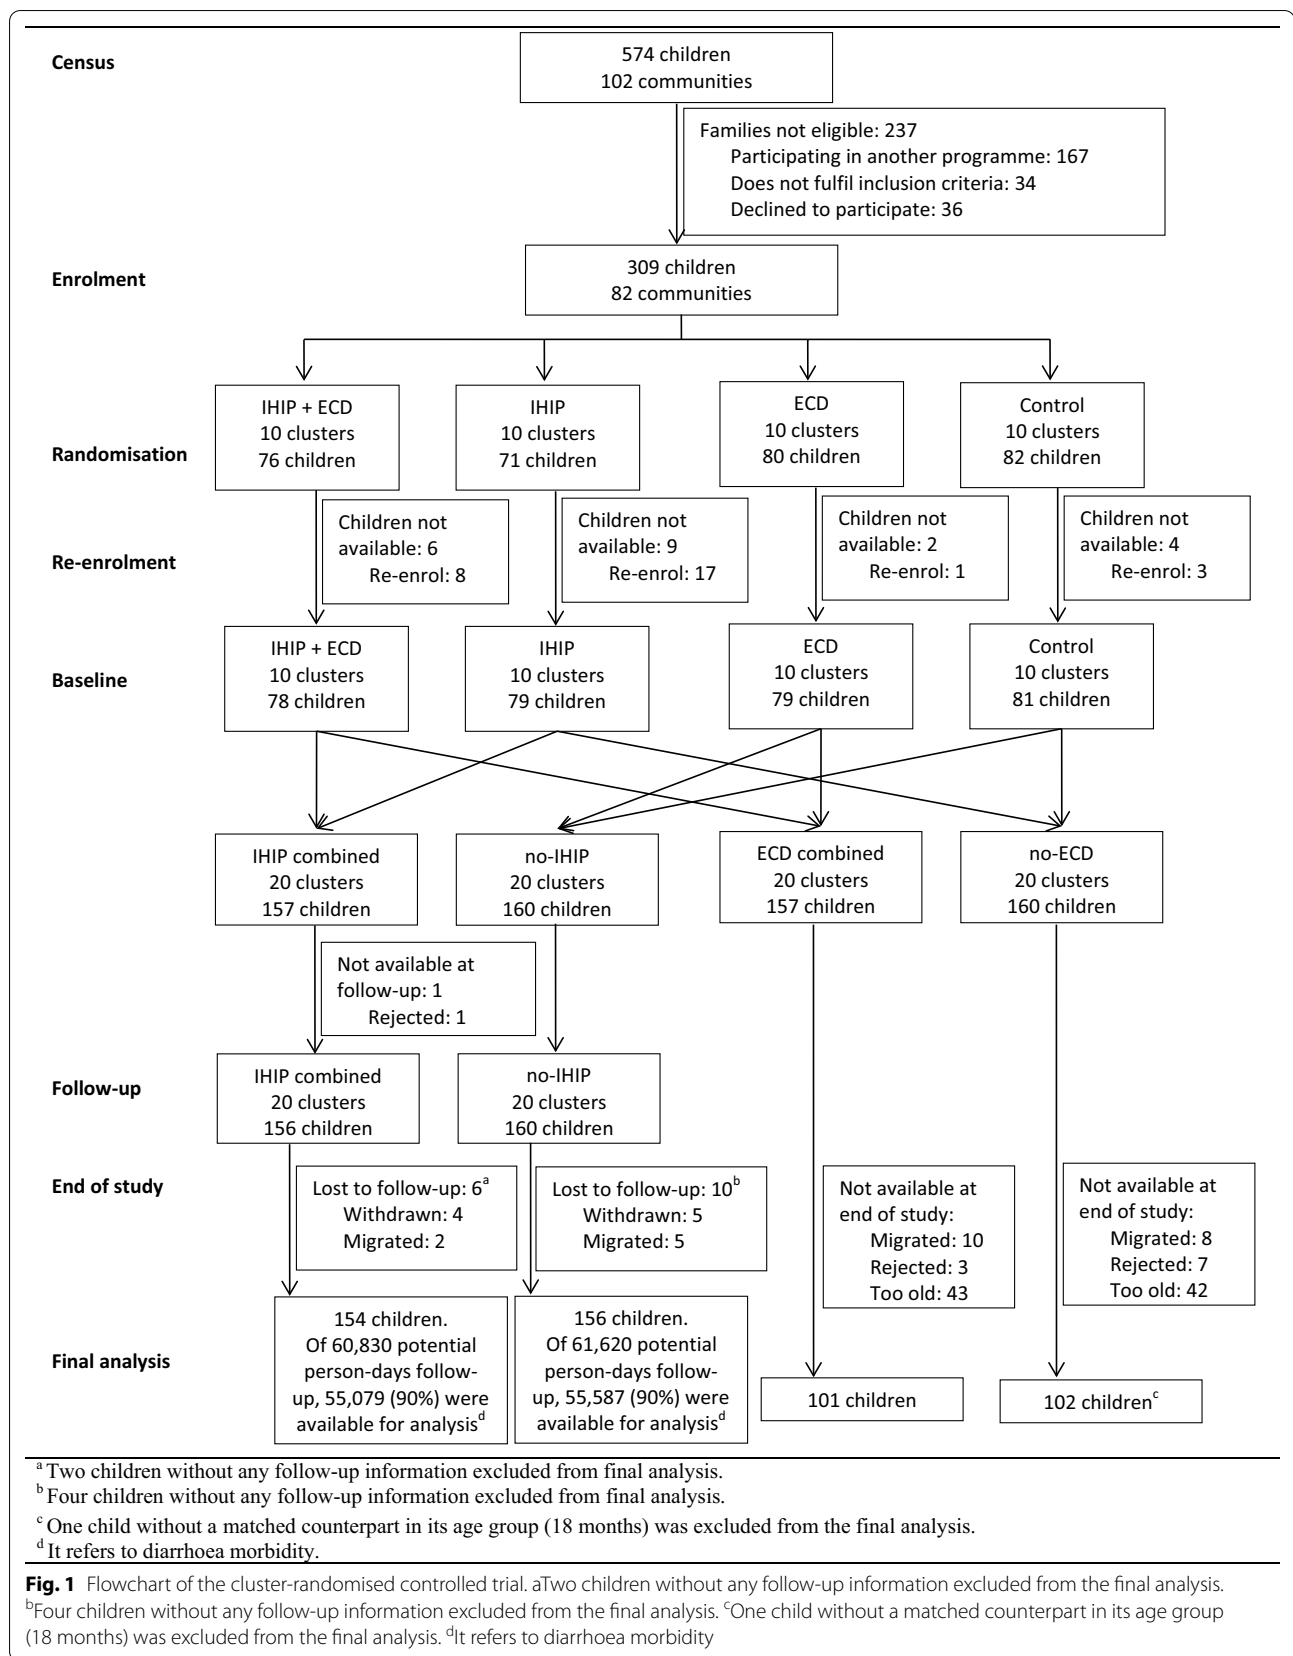 Census
574 children
102 communities
Families not eligible: 237
Participating in another programme: 167
Does not fulfil inclusion criteria: 34
Declined to participate: 36
Enrolment
309 children
82 communities
Randomisation
IHIP + ECD
10 clusters
76 children
IHIP
10 clusters
71 children
ECD
10 clusters
80 children
Control
10 clusters
82 children
Re-enrolment
Children not
available: 6
Re-enrol: 8
Children not
available: 9
Re-enrol: 17
Children not
available: 2
Re-enrol: 1
Children not
available: 4
Re-enrol: 3
Baseline
IHIP + ECD
10 clusters
78 children
IHIP
10 clusters
79 children
ECD
10 clusters
79 children
Control
10 clusters
81 children
IHIP combined
20 clusters
157 children
no-IHIP
20 clusters
160 children
ECD combined
20 clusters
157 children
no-ECD
20 clusters
160 children
Not available at
follow-up: 1
Rejected: 1
Follow-up
IHIP combined
20 clusters
156 children
no-IHIP
20 clusters
160 children
End of study
Lost to follow-up: 6a
Withdrawn: 4
Migrated: 2
Lost to follow-up: 10b
Withdrawn: 5
Migrated: 5
Not available at
end of study:
Migrated: 10
Rejected: 3
Too old: 43
Not available at
end of study:
Migrated: 8
Rejected: 7
Too old: 42
Final analysis
154 children.
Of 60,830 potential
person-days follow-
up, 55,079 (90%) were
available for analysisd
156 children.
Of 61,620 potential
person-days follow-
up, 55,587 (90%) were
available for analysisd
101 children
102 childrenc
a Two children without any follow-up information excluded from final analysis.
b Four children without any follow-up information excluded from final analysis.
c One child without a matched counterpart in its age group (18 months) was excluded from the final analysis.
d It refers to diarrhoea morbidity.
Fig. 1 Flowchart of the cluster-randomised controlled trial. aTwo children without any follow-up information excluded from the final analysis.
bFour children without any follow-up information excluded from the final analysis. cOne child without a matched counterpart in its age group
(18 months) was excluded from the final analysis. dIt refers to diarrhoea morbidity